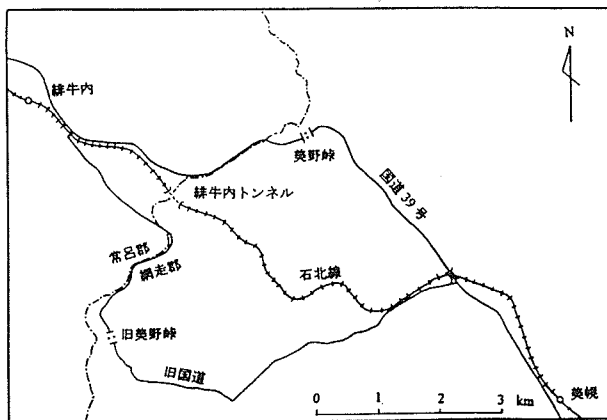 N
緋牛内
美野峠
国道39号
緋牛内トンネル
常呂郡
網走郡
石北線
旧美野峠
旧国道
0 1 2 3 km
美幌